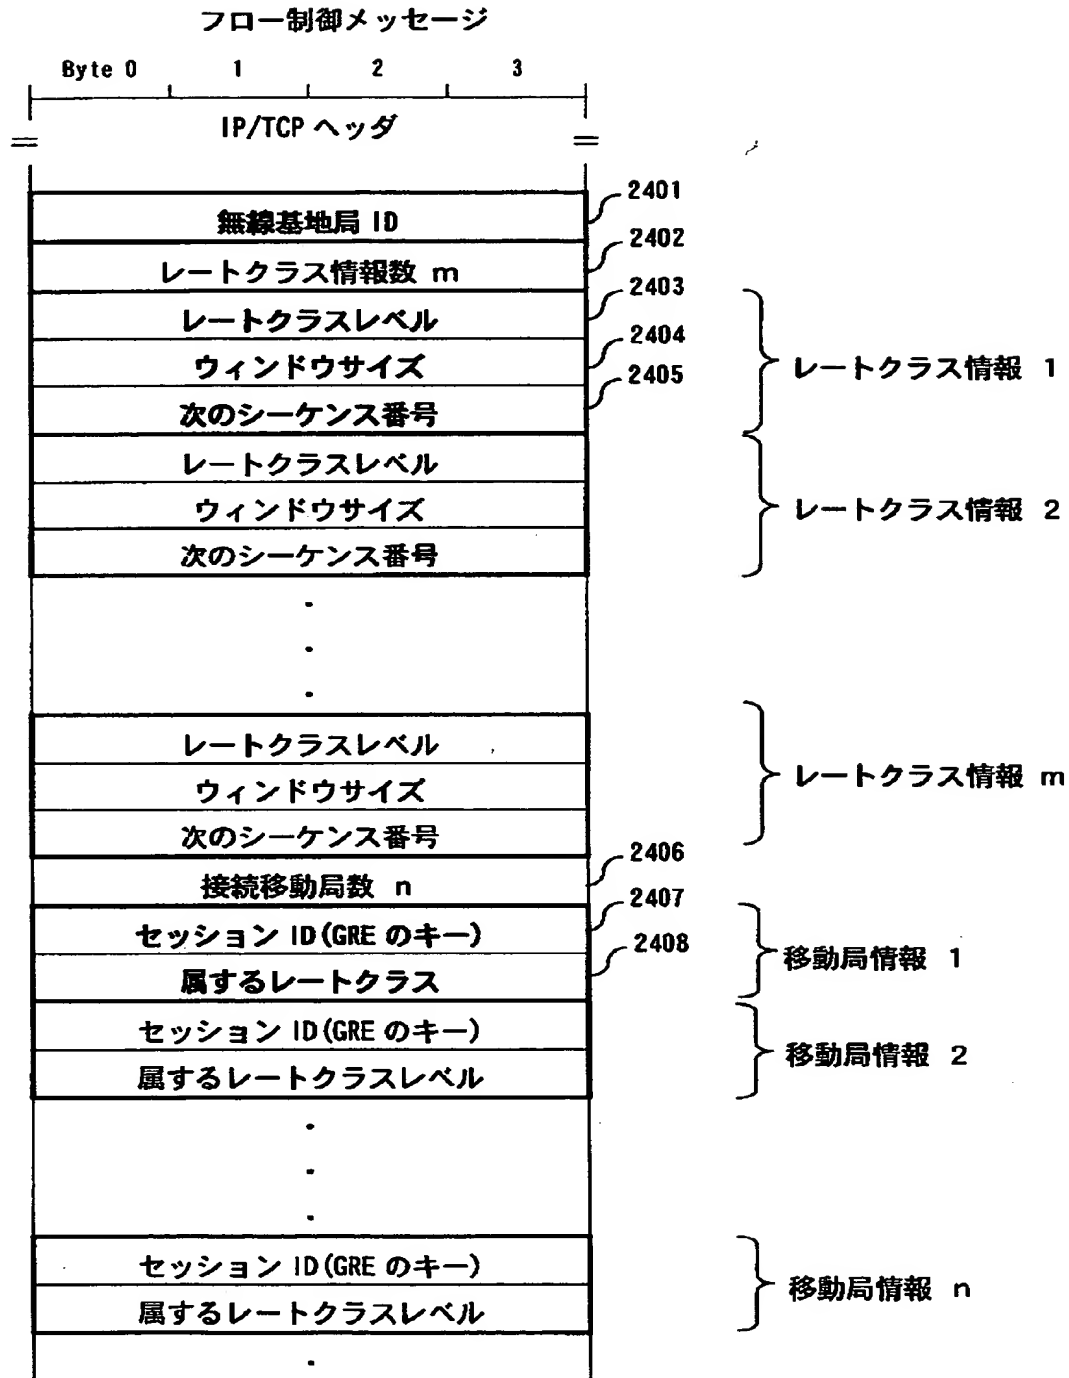 フロー制御メッセージ
Byte 0 1 2 3
IP/TCP ヘッダ
無線基地局 ID 2401
レートクラス情報数 m 2402
レートクラスレベル 2403
ウィンドウサイズ 2404
次のシーケンス番号 2405
レートクラス情報 1
レートクラスレベル
ウィンドウサイズ
次のシーケンス番号
レートクラス情報 2
レートクラスレベル
ウィンドウサイズ
次のシーケンス番号
レートクラス情報 m
接続移動局数 n 2406
セッション ID(GRE のキー) 2407
属するレートクラス 2408
移動局情報 1
セッション ID(GRE のキー)
属するレートクラスレベル
移動局情報 2
セッション ID(GRE のキー)
属するレートクラスレベル
移動局情報 n